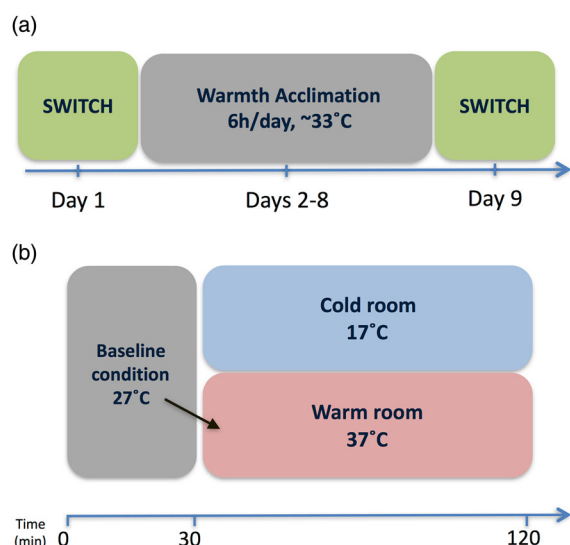 (a)
SWITCH
Warmth Acclimation
6h/day, ~33˚C
SWITCH
Day 1
Days 2-8
Day 9
(b)
Baseline
condition
27˚C
Cold room
17˚C
Warm room
37˚C
Time
(min)
0
30
120